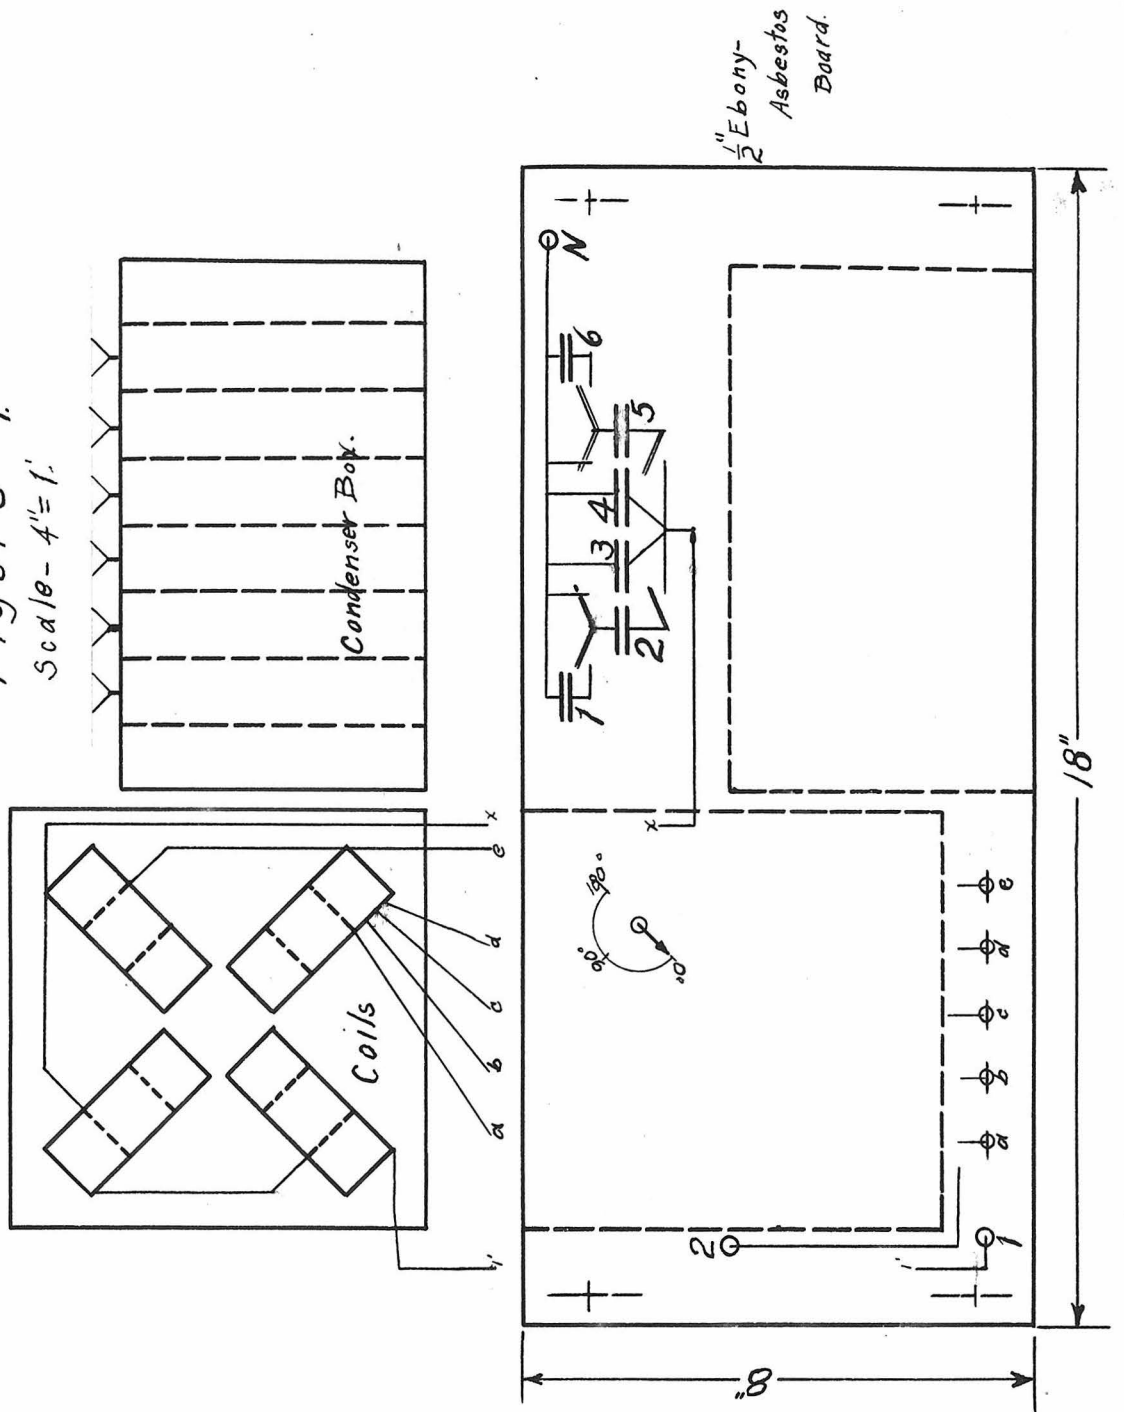 Figure
Scale - 4"=1'.
Coils
Condenser Box.
1' a b c d e x
N
1 2 3 4 5 6
x
0° 90° 180°
2
1'
1
a b c d e
8"
18"
1/2" Ebony-
Asbestos
Board.